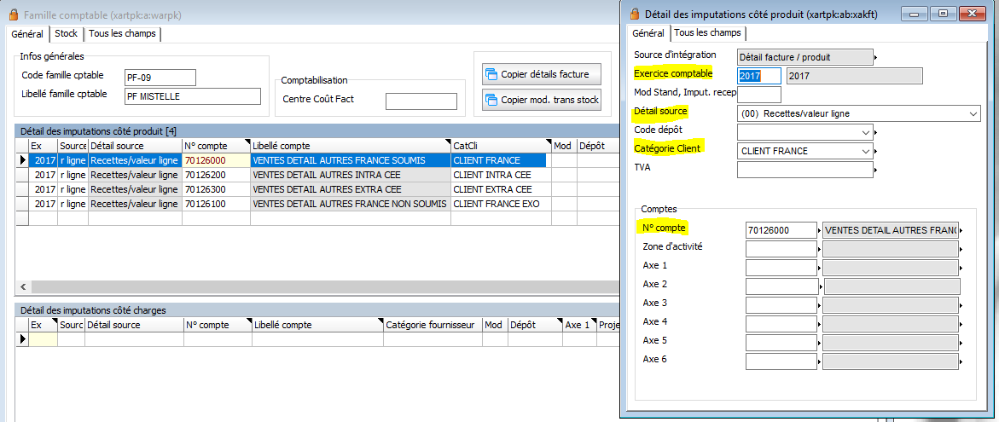 Famille comptable (xartpk:a:warpk)
Général Stock Tous les champs
Infos générales
Code famille cptable PF-09
Libellé famille cptable PF MISTELLE
Comptabilisation
Centre Coût Fact
Copier détails facture
Copier mod. trans stock
Détail des imputations côté produit [4]
Ex Source Détail source N° compte Libellé compte CatCli Mod Dépôt
2017 r ligne Recettes/valeur ligne 70126000 VENTES DETAIL AUTRES FRANCE SOUMIS CLIENT FRANCE
2017 r ligne Recettes/valeur ligne 70126200 VENTES DETAIL AUTRES INTRA CEE CLIENT INTRA CEE
2017 r ligne Recettes/valeur ligne 70126300 VENTES DETAIL AUTRES EXTRA CEE CLIENT EXTRA CEE
2017 r ligne Recettes/valeur ligne 70126100 VENTES DETAIL AUTRES FRANCE NON SOUMIS CLIENT FRANCE EXO
Détail des imputations côté charges
Ex Sourc Détail source N° compte Libellé compte Catégorie fournisseur Mod Dépôt Axe 1 Proje
Détail des imputations côté produit (xartpk:ab:xakft)
Général Tous les champs
Source d'intégration Détail facture / produit
Exercice comptable 2017 2017
Mod Stand, Imput. recep
Détail source (00) Recettes/valeur ligne
Code dépôt
Catégorie Client CLIENT FRANCE
TVA
Comptes
N° compte 70126000 VENTES DETAIL AUTRES FRANC
Zone d'activité
Axe 1
Axe 2
Axe 3
Axe 4
Axe 5
Axe 6